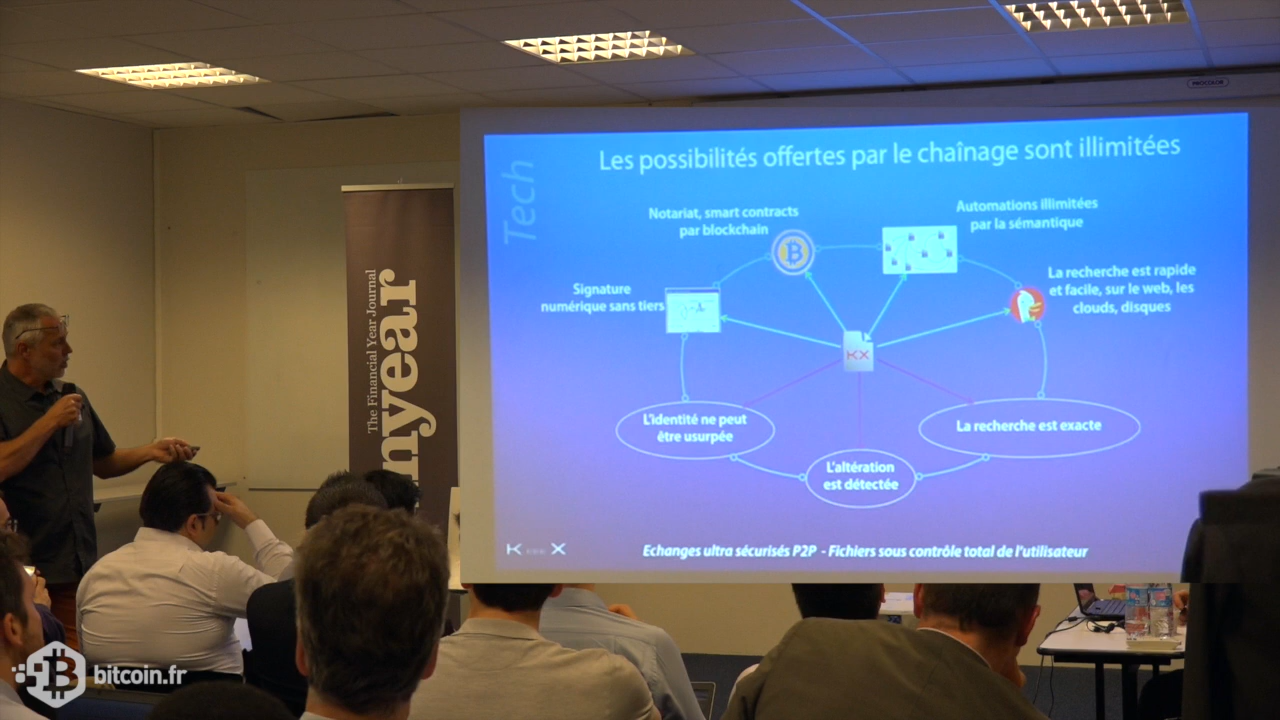 PROCOLOR
Tech
Les possibilités offertes par le chaînage sont illimitées
Notariat, smart contracts
par blockchain
Automations illimitées
par la sémantique
Signature
numérique sans tiers
La recherche est rapide
et facile, sur le web, les
clouds, disques
KX
L'identité ne peut
être usurpée
La recherche est exacte
L'altération
est détectée
K X
Echanges ultra sécurisés P2P - Fichiers sous contrôle total de l'utilisateur
The Financial Year Journal
nyear
bitcoin.fr